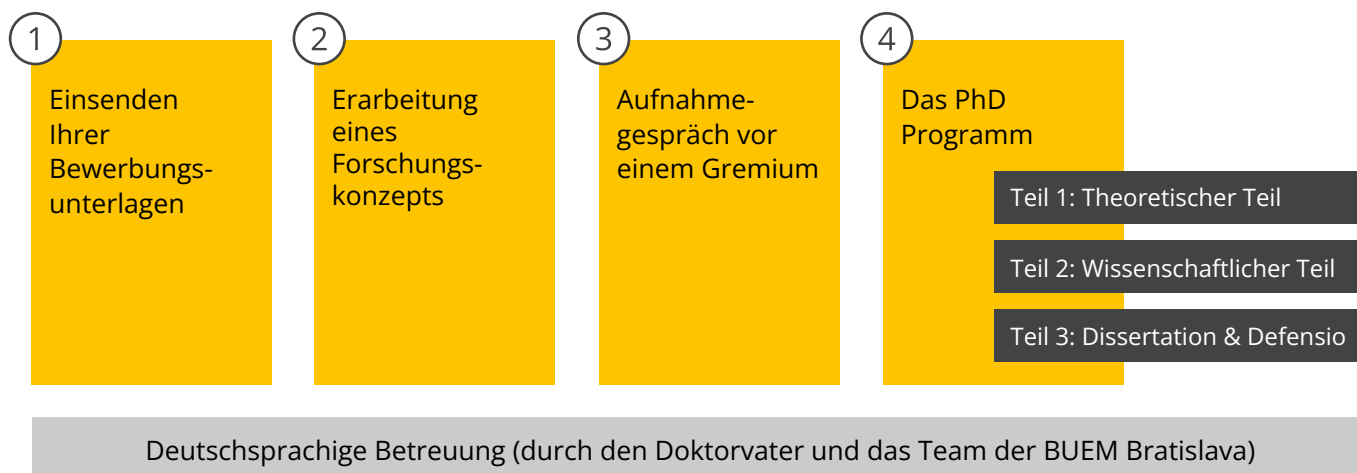 1
Einsenden
Ihrer
Bewerbungs-
unterlagen
2
Erarbeitung
eines
Forschungs-
konzepts
3
Aufnahme-
gespräch vor
einem Gremium
4
Das PhD
Programm
Teil 1: Theoretischer Teil
Teil 2: Wissenschaftlicher Teil
Teil 3: Dissertation & Defensio
Deutschsprachige Betreuung (durch den Doktorvater und das Team der BUEM Bratislava)